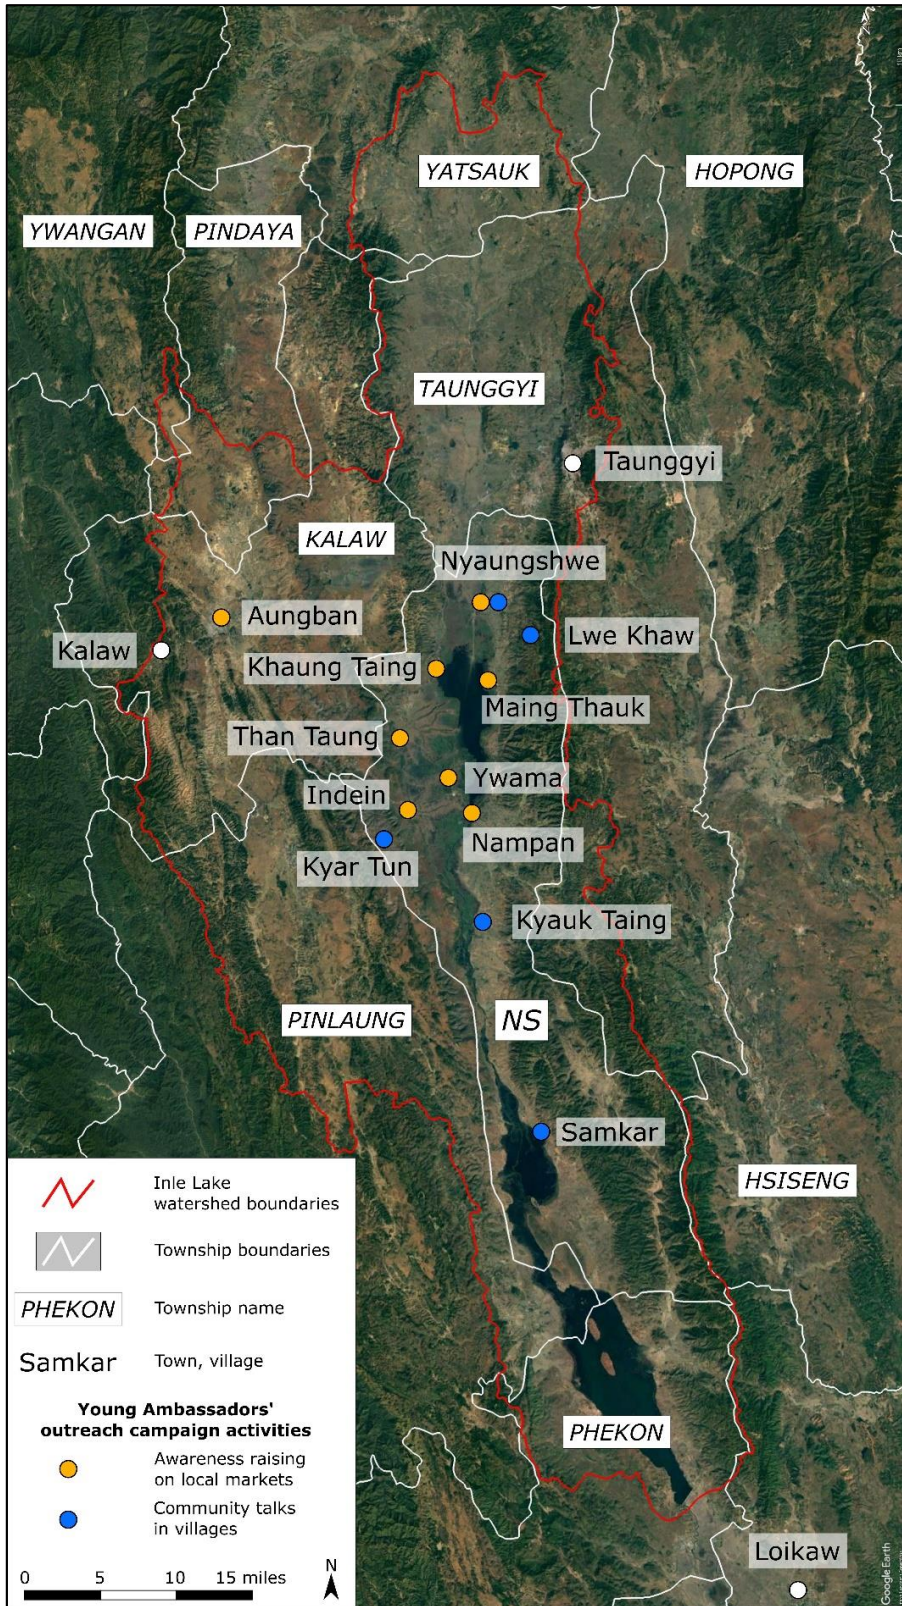 YATSAUK
HOPONG
YWANGAN
PINDAYA
TAUNGGYI
Taunggyi
KALAW
Nyaungshwe
Aungban
Lwe Khaw
Kalaw
Khaung Taing
Maing Thauk
Than Taung
Ywama
Indein
Nampan
Kyar Tun
Kyauk Taing
PINLAUNG
NS
Samkar
HSISENG
PHEKON
Loikaw
Inle Lake
watershed boundaries
Township boundaries
PHEKON
Township name
Samkar
Town, village
Young Ambassadors'
outreach campaign activities
Awareness raising
on local markets
Community talks
in villages
0 5 10 15 miles
N
Google Earth